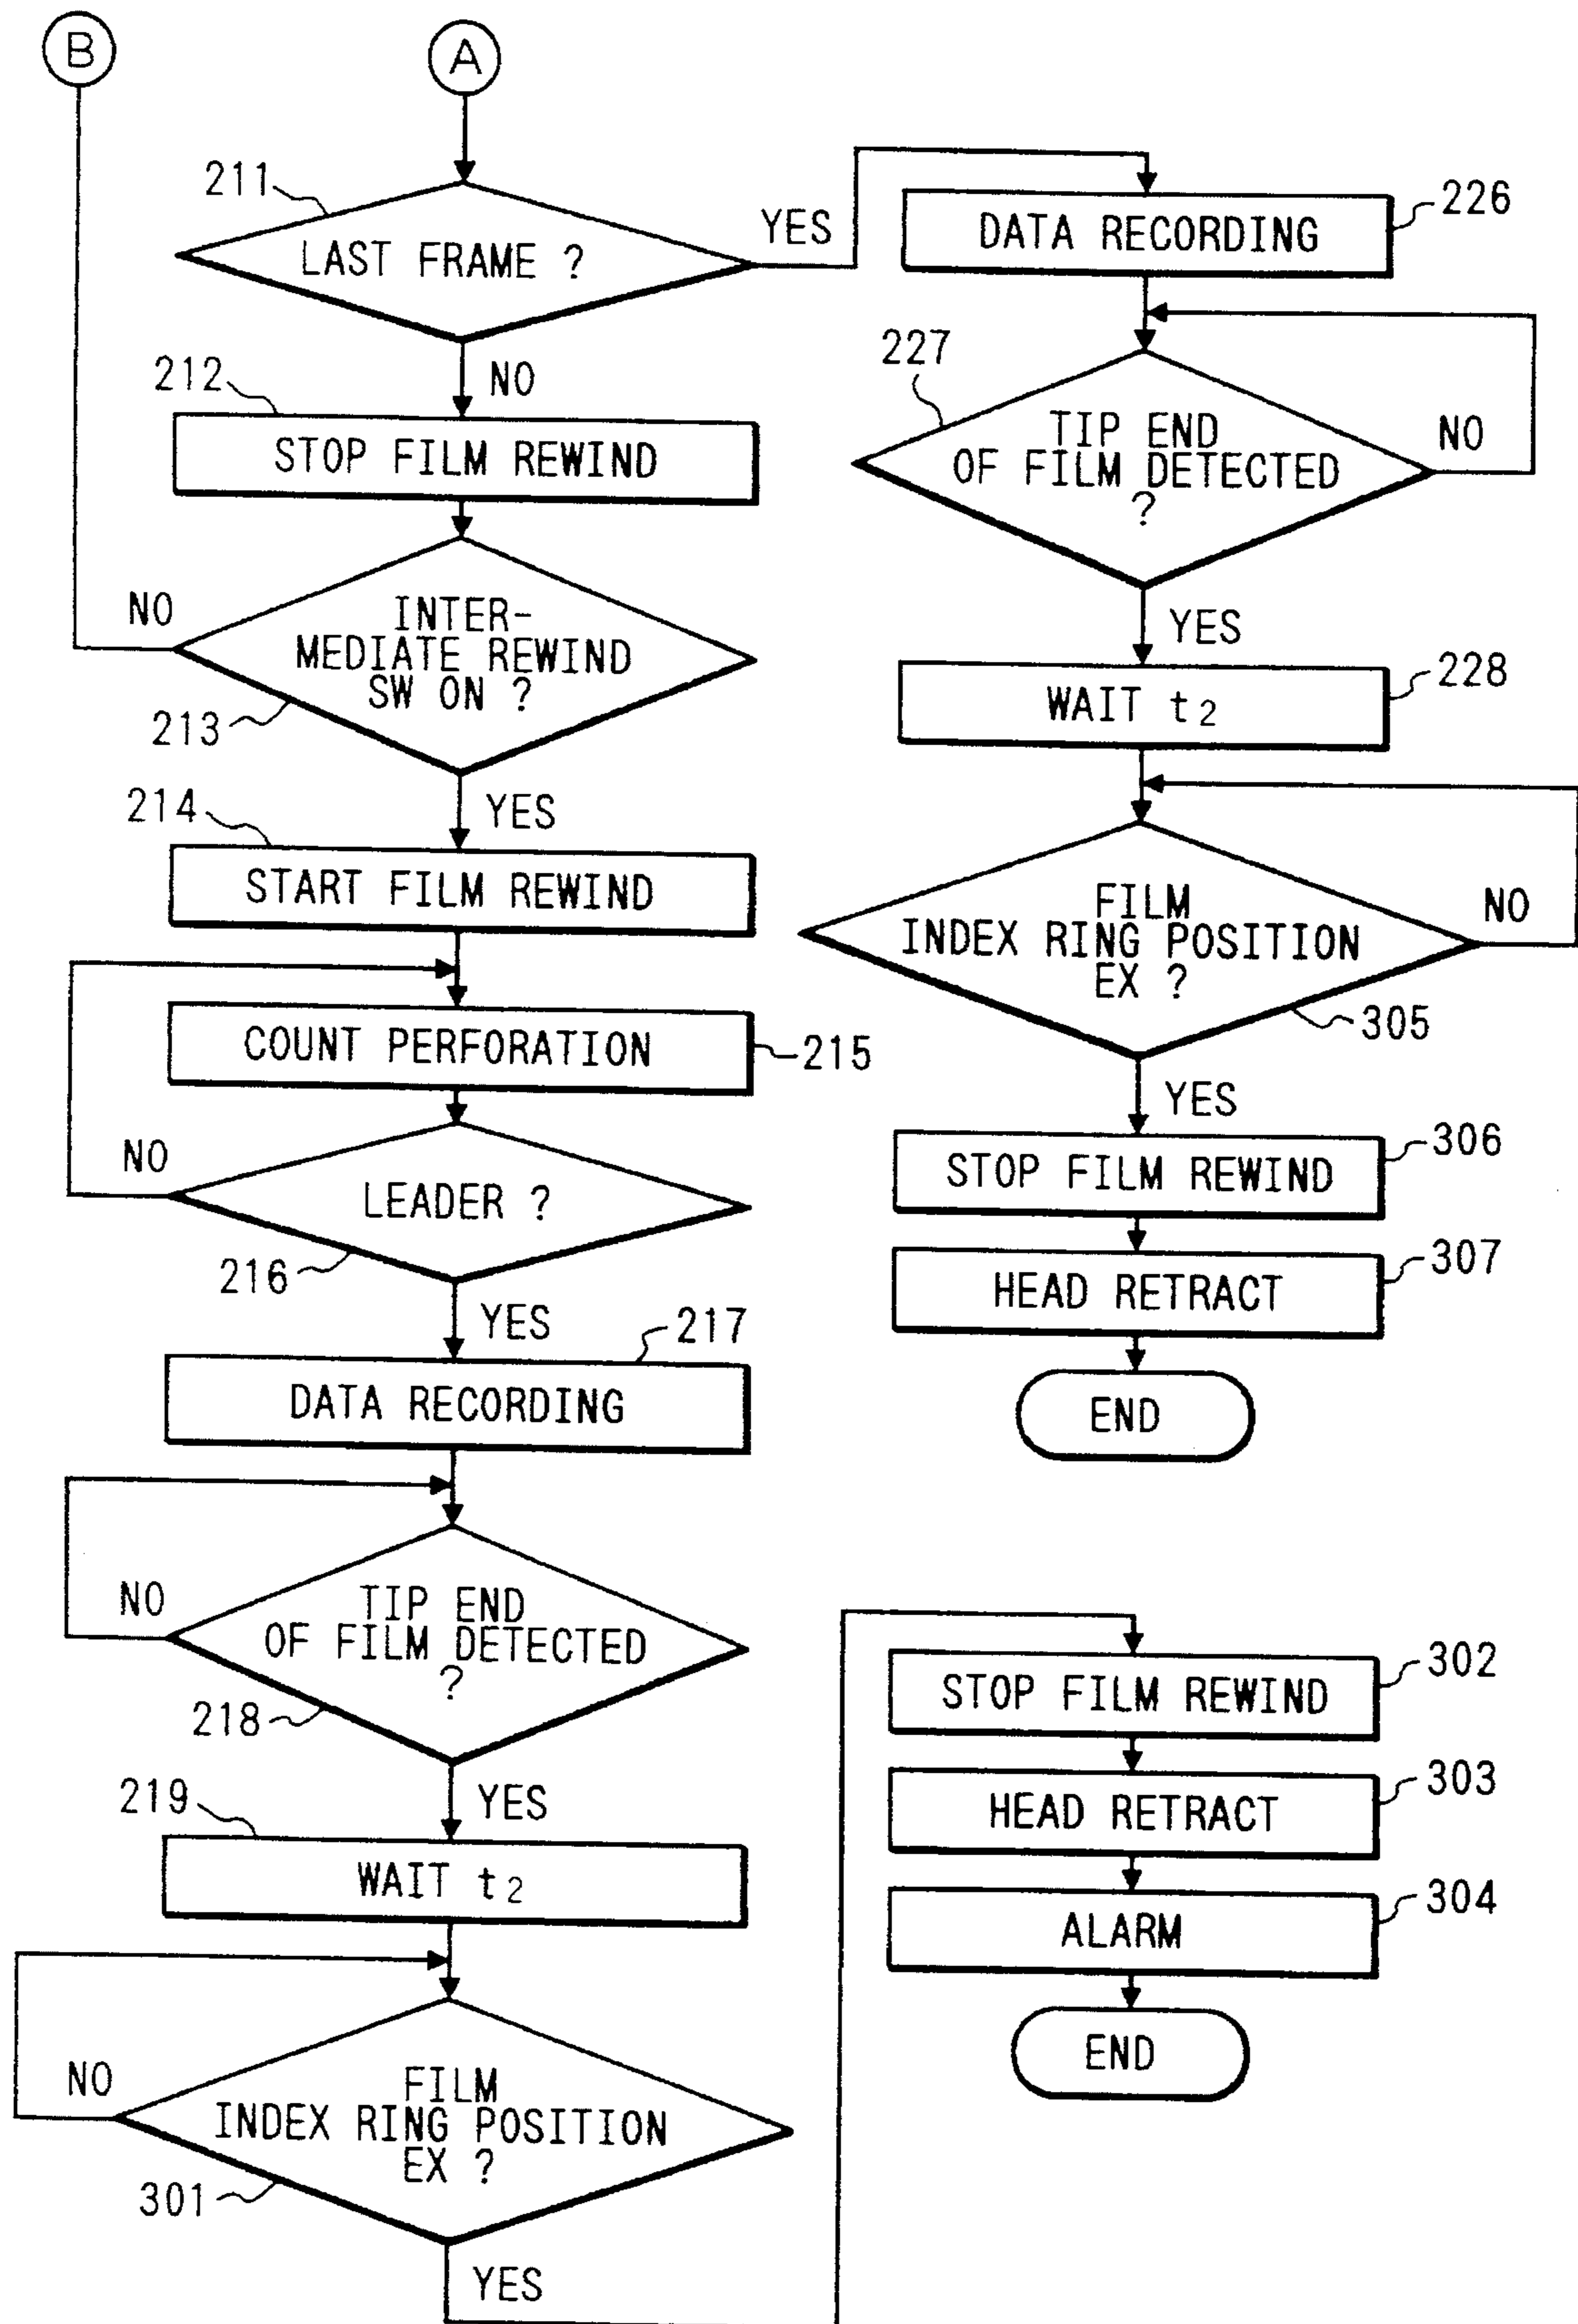 B
A
211
LAST FRAME ?
YES
NO
212
STOP FILM REWIND
INTER-
MEDIATE REWIND
SW ON ?
NO
213
YES
214
START FILM REWIND
COUNT PERFORATION
215
LEADER ?
NO
216
YES
217
DATA RECORDING
TIP END
OF FILM DETECTED
?
NO
218
YES
219
WAIT t2
FILM
INDEX RING POSITION
EX ?
NO
301
YES
226
DATA RECORDING
227
TIP END
OF FILM DETECTED
?
NO
YES
228
WAIT t2
FILM
INDEX RING POSITION
EX ?
NO
305
YES
306
STOP FILM REWIND
307
HEAD RETRACT
END
302
STOP FILM REWIND
303
HEAD RETRACT
304
ALARM
END